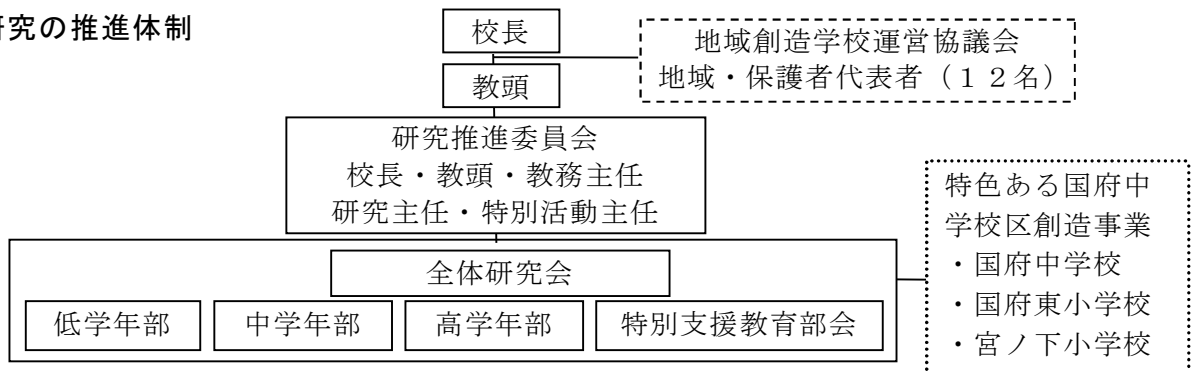 研究の推進体制
校長
地域創造学校運営協議会
地域・保護者代表者（１２名）
教頭
研究推進委員会
校長・教頭・教務主任
研究主任・特別活動主任
全体研究会
低学年部
中学年部
高学年部
特別支援教育部会
特色ある国府中
学校区創造事業
・国府中学校
・国府東小学校
・宮ノ下小学校